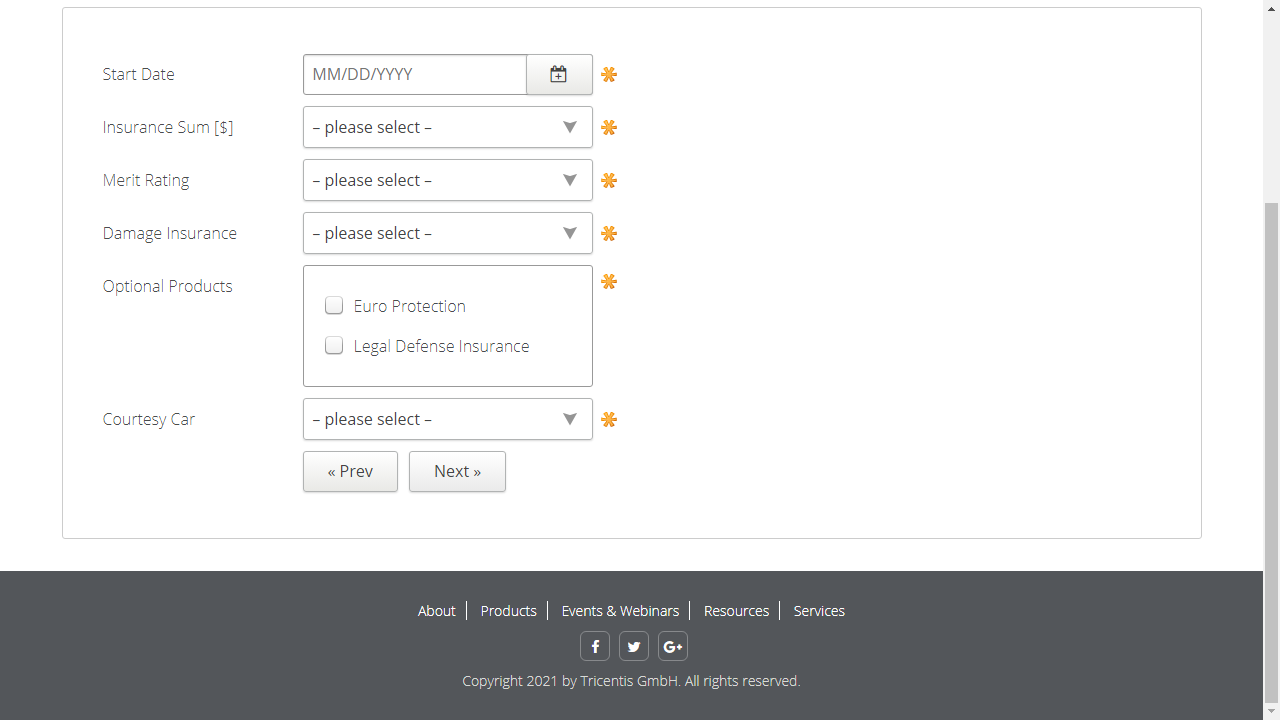 Start Date MM/DD/YYYY
Insurance Sum [$] – please select –
Merit Rating – please select –
Damage Insurance – please select –
Optional Products
Euro Protection
Legal Defense Insurance
Courtesy Car – please select –
« Prev Next »
About Products Events & Webinars Resources Services
Copyright 2021 by Tricentis GmbH. All rights reserved.